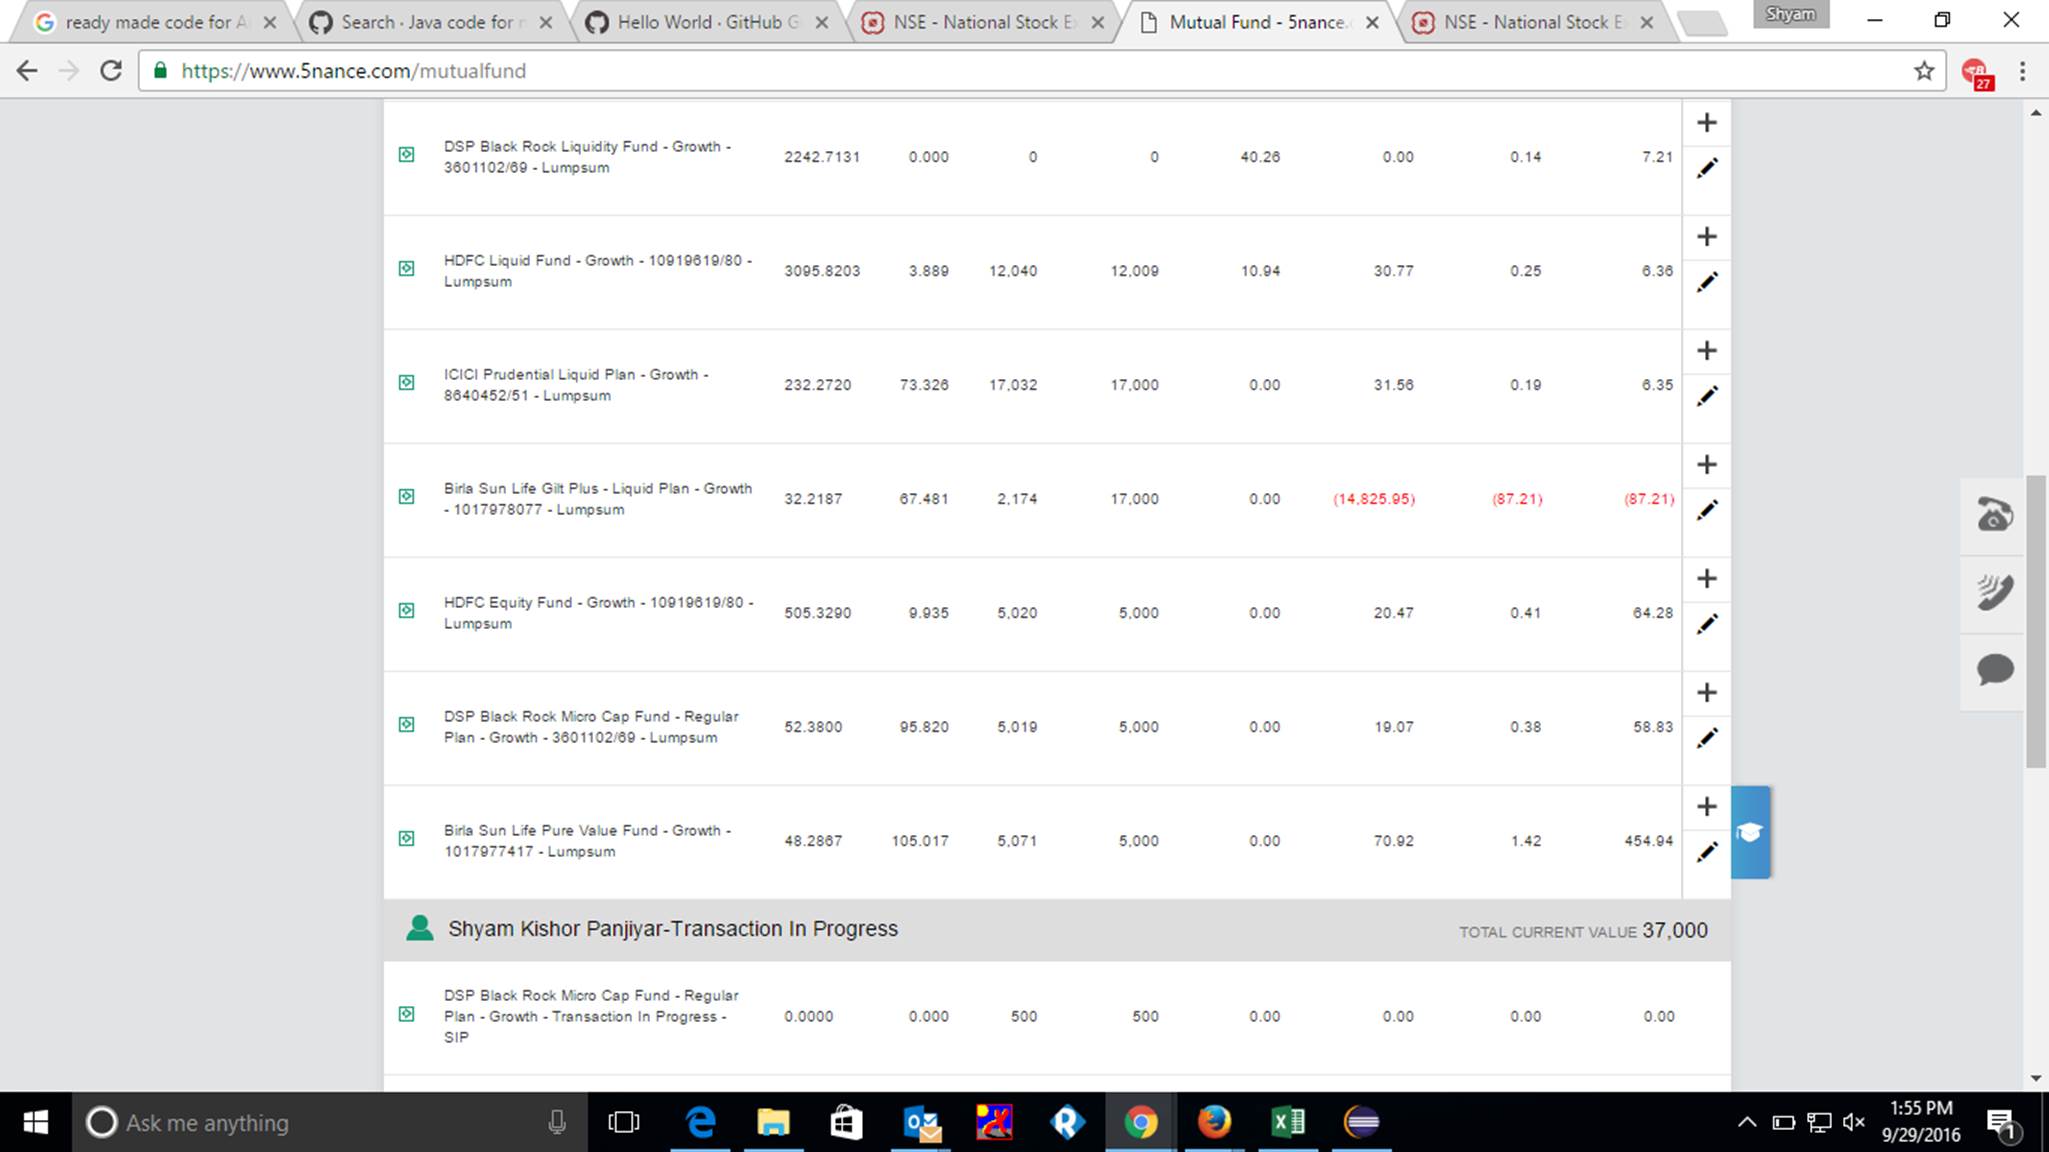 ready made code for A
Search · Java code for n
Hello World · GitHub G
NSE - National Stock Ex
Mutual Fund - 5nance.c
NSE - National Stock Ex
Shyam
https://www.5nance.com/mutualfund
27
DSP Black Rock Liquidity Fund - Growth - 2242.7131 0.000 0 0 40.26 0.00 0.14 7.21
3601102/69 - Lumpsum
HDFC Liquid Fund - Growth - 10919619/80 - 3095.8203 3.889 12,040 12,009 10.94 30.77 0.25 6.36
Lumpsum
ICICI Prudential Liquid Plan - Growth - 232.2720 73.326 17,032 17,000 0.00 31.56 0.19 6.35
8640452/51 - Lumpsum
Birla Sun Life Gilt Plus - Liquid Plan - Growth 32.2187 67.481 2,174 17,000 0.00 (14,825.95) (87.21) (87.21)
- 1017978077 - Lumpsum
HDFC Equity Fund - Growth - 10919619/80 - 505.3290 9.935 5,020 5,000 0.00 20.47 0.41 64.28
Lumpsum
DSP Black Rock Micro Cap Fund - Regular 52.3800 95.820 5,019 5,000 0.00 19.07 0.38 58.83
Plan - Growth - 3601102/69 - Lumpsum
Birla Sun Life Pure Value Fund - Growth - 48.2867 105.017 5,071 5,000 0.00 70.92 1.42 454.94
1017977417 - Lumpsum
Shyam Kishor Panjiyar-Transaction In Progress TOTAL CURRENT VALUE 37,000
DSP Black Rock Micro Cap Fund - Regular
Plan - Growth - Transaction In Progress - 0.0000 0.000 500 500 0.00 0.00 0.00 0.00
SIP
Ask me anything
1:55 PM
9/29/2016
1